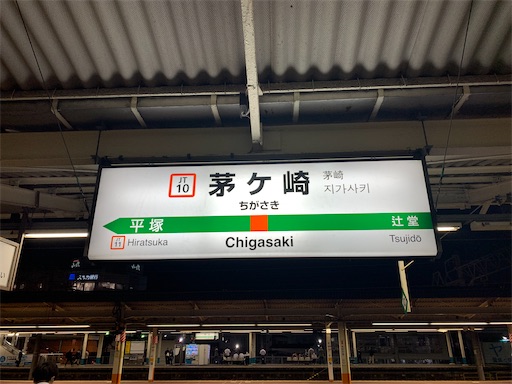 JT
10
茅ケ崎
茅崎
지가사키
ちがさき
平塚
辻堂
JT
11
Hiratsuka
Chigasaki
Tsujidō